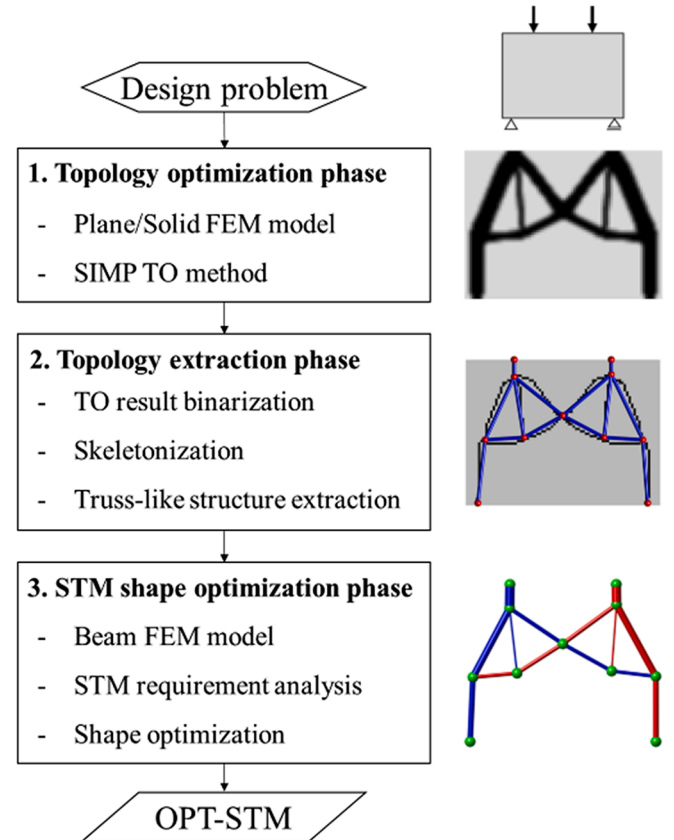 Design problem
1. Topology optimization phase
- Plane/Solid FEM model
- SIMP TO method
2. Topology extraction phase
- TO result binarization
- Skeletonization
- Truss-like structure extraction
3. STM shape optimization phase
- Beam FEM model
- STM requirement analysis
- Shape optimization
OPT-STM